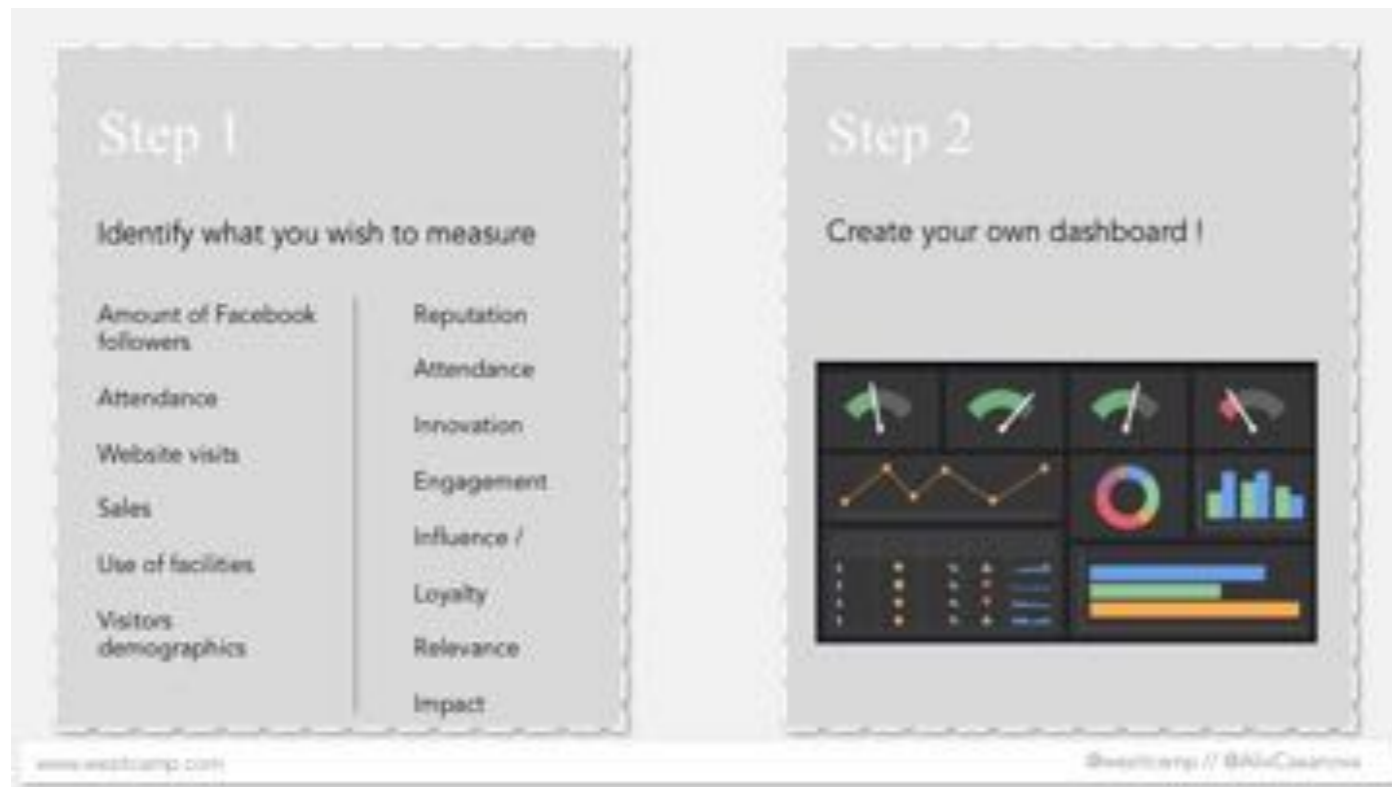 Step 1
Identify what you wish to measure
Amount of Facebook
followers
Attendance
Website visits
Sales
Use of facilities
Visitors
demographics
Reputation
Attendance
Innovation
Engagement
Influence /
Loyalty
Relevance
Impact
Step 2
Create your own dashboard !